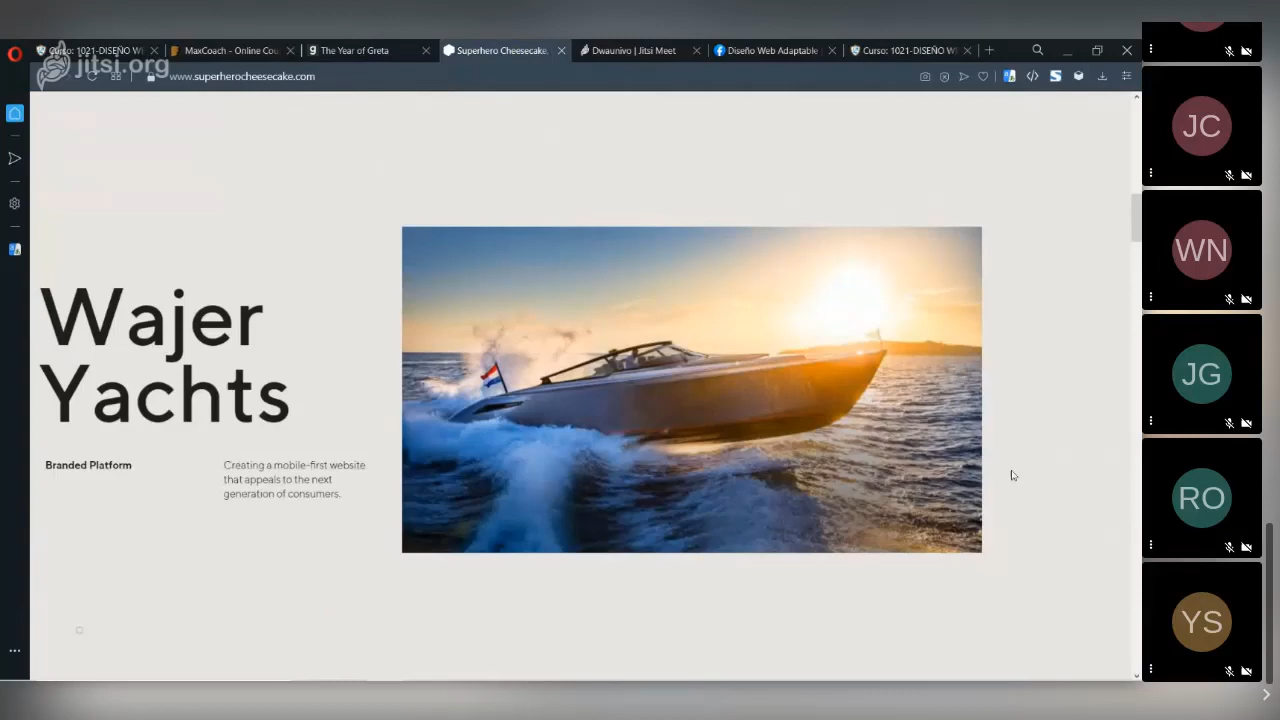 Curso: 1021-DISEÑO WE
MaxCoach - Online Cou
The Year of Greta
Superhero Cheesecake.
Dwaunivo | Jitsi Meet
Diseño Web Adaptable
Curso: 1021-DISEÑO WE
jitsi.org
www.superherocheesecake.com
Wajer
Yachts
Branded Platform
Creating a mobile-first website
that appeals to the next
generation of consumers.
JC
WN
JG
RO
YS